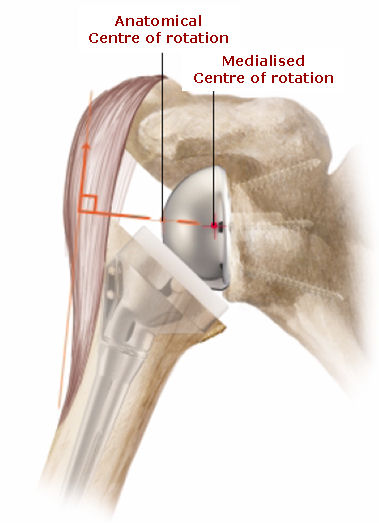 Anatomical
Centre of rotation
Medialised
Centre of rotation